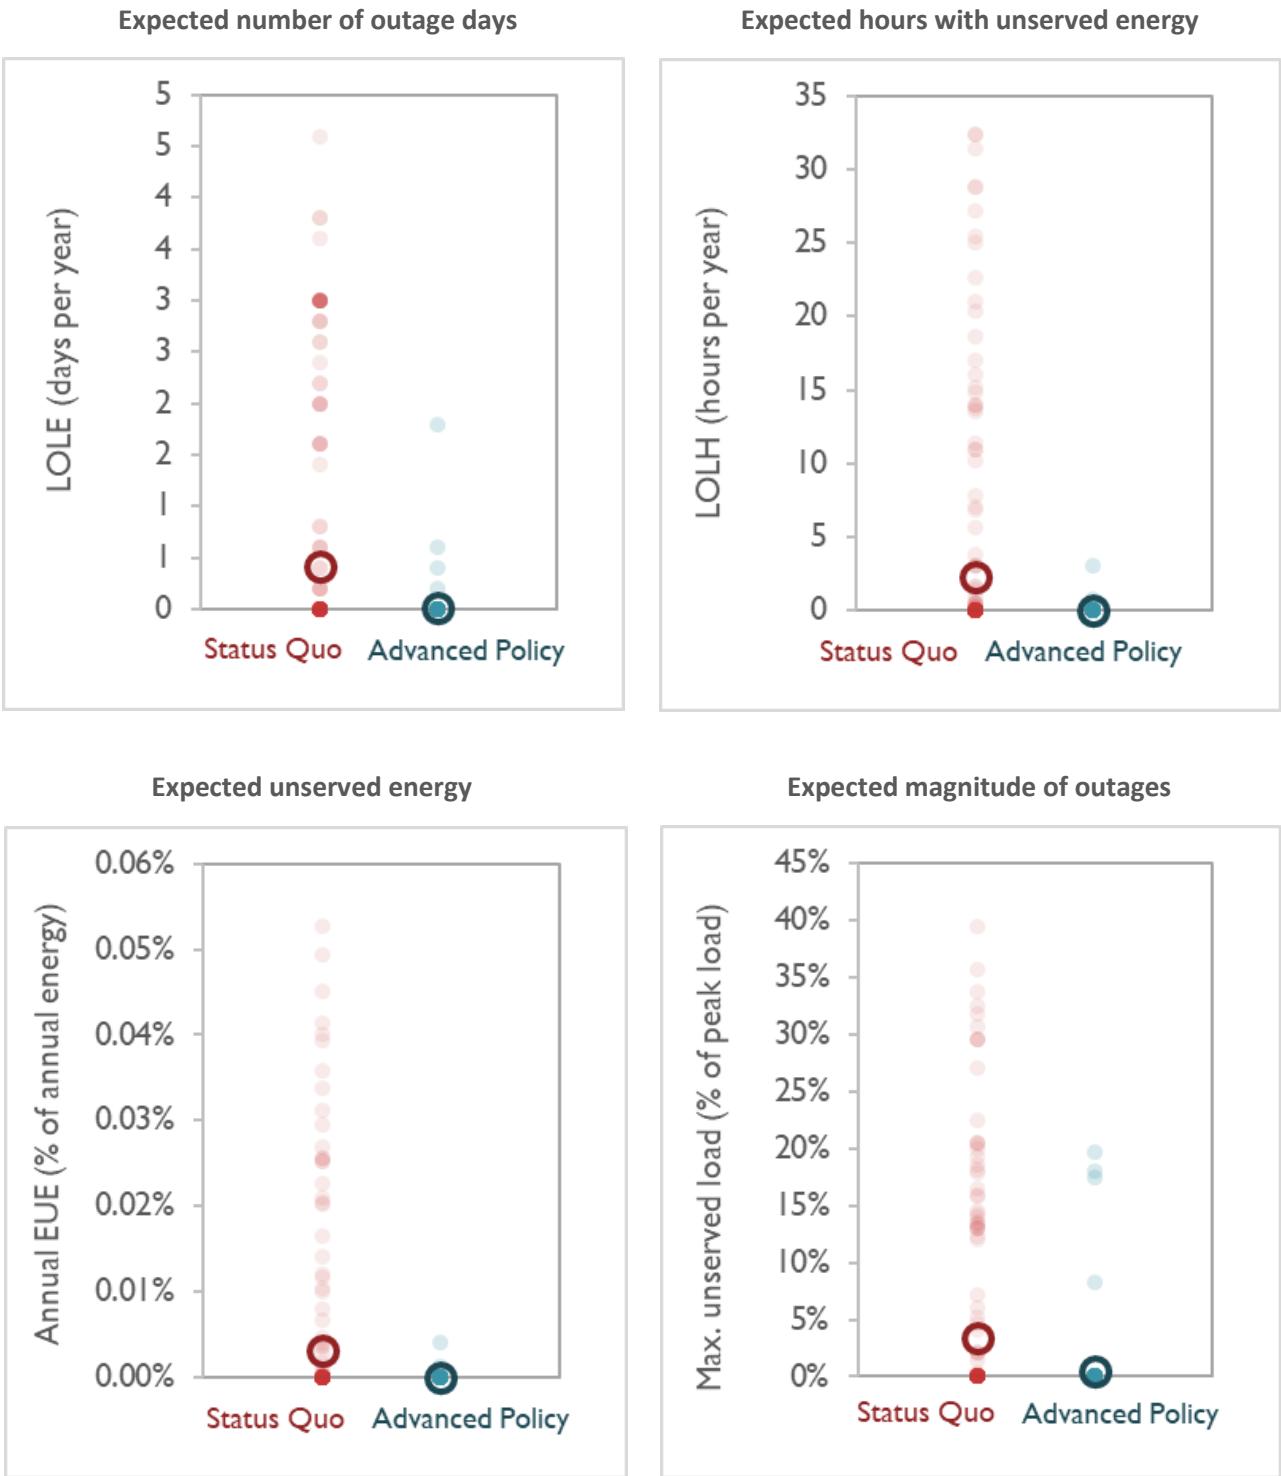 Expected number of outage days
LOLE (days per year)
5
5
4
4
3
3
2
2
1
1
0
Status Quo
Advanced Policy
Expected hours with unserved energy
LOLH (hours per year)
35
30
25
20
15
10
5
0
Status Quo
Advanced Policy
Expected unserved energy
Annual EUE (% of annual energy)
0.06%
0.05%
0.04%
0.03%
0.02%
0.01%
0.00%
Status Quo
Advanced Policy
Expected magnitude of outages
Max. unserved load (% of peak load)
45%
40%
35%
30%
25%
20%
15%
10%
5%
0%
Status Quo
Advanced Policy